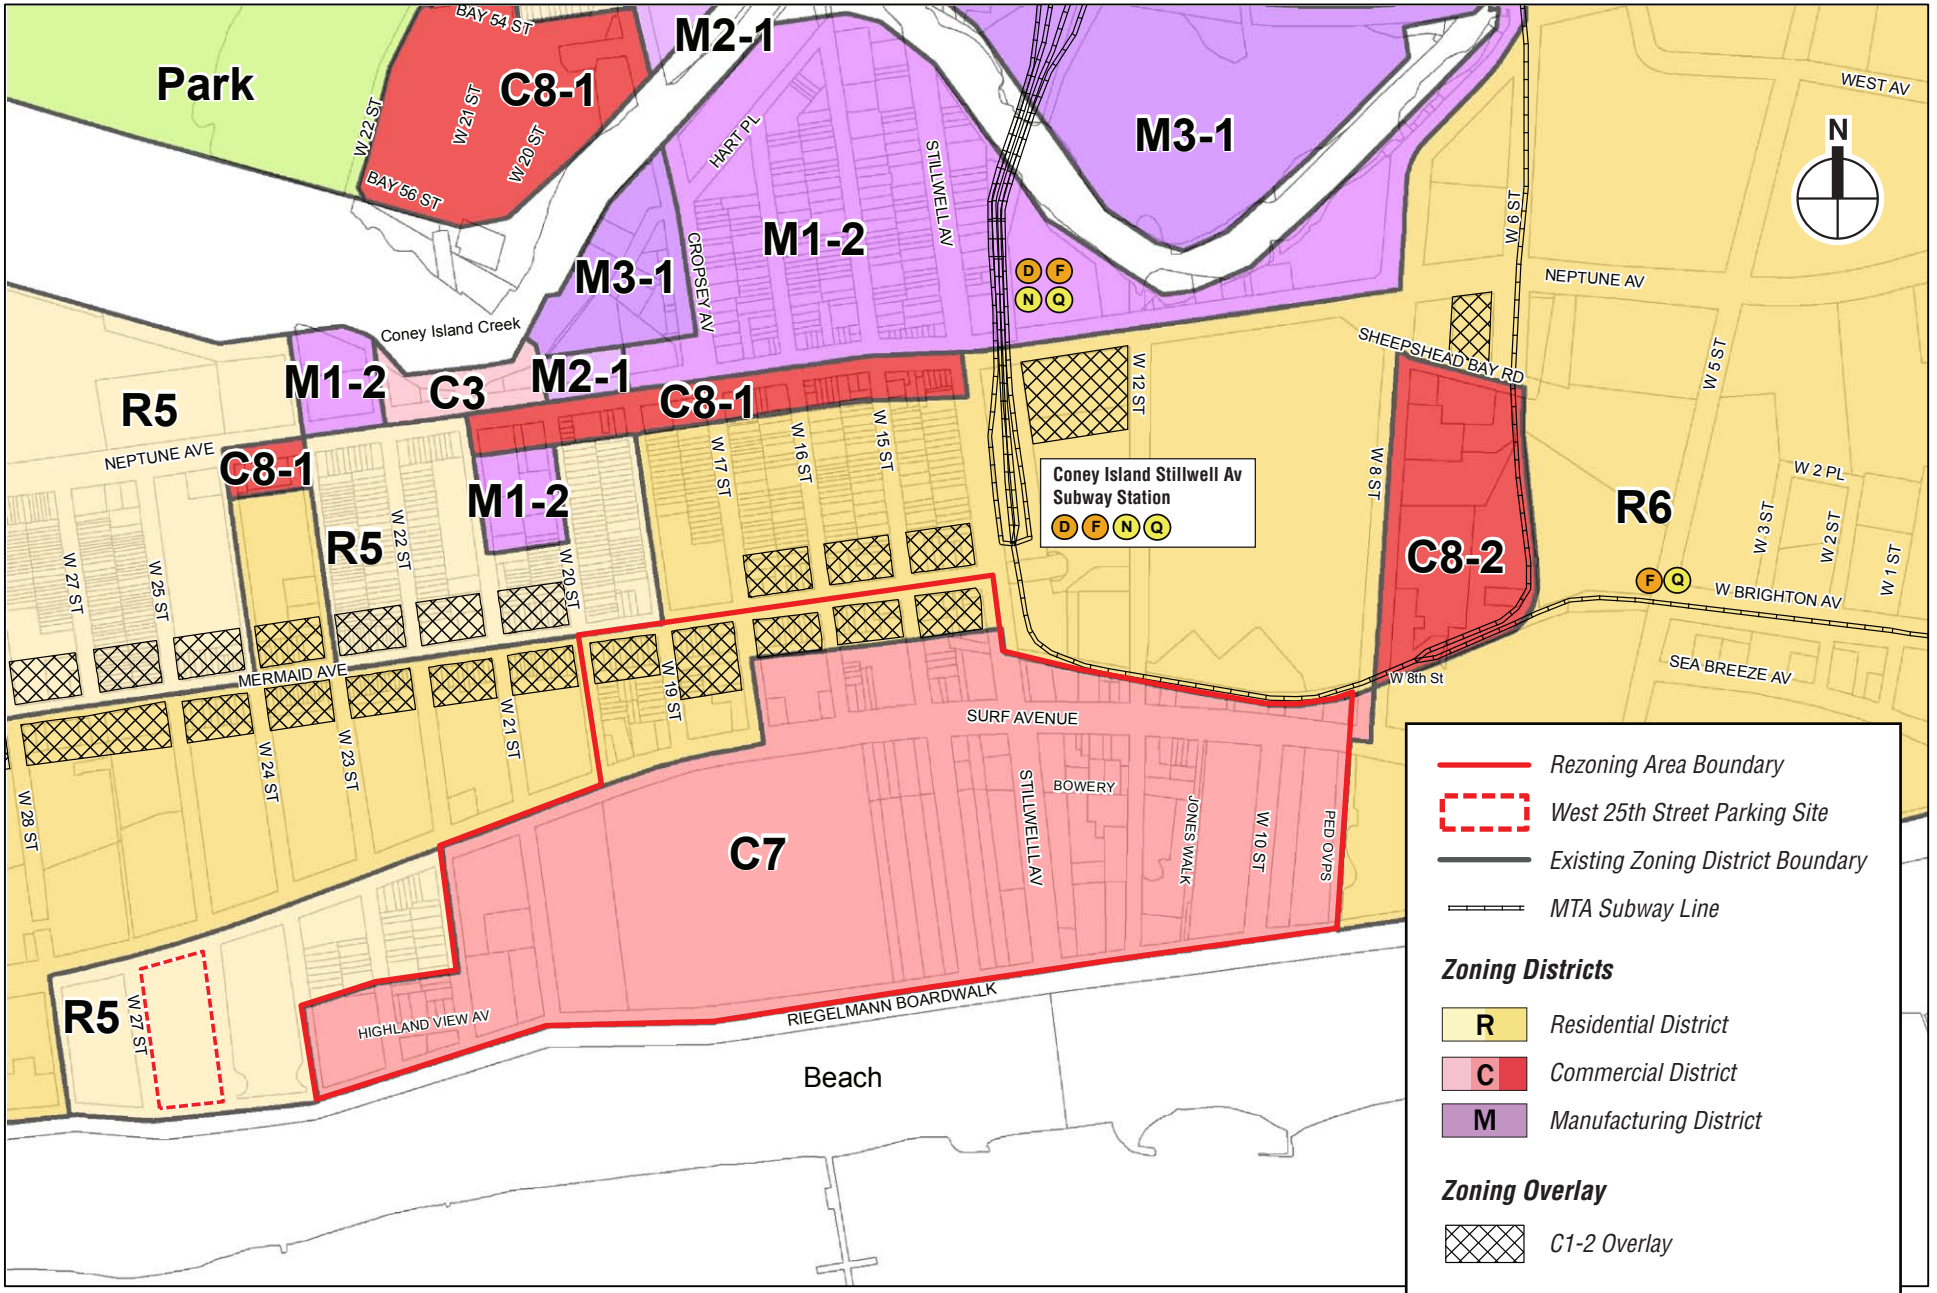 BAY 54 ST
M2-1
Park
C8-1
W 22 ST
W 21 ST
W 20 ST
BAY 56 ST
HART PL
STILLWELL AV
M3-1
WEST AV
N
M1-2
M3-1
CROPSEY AV
D F
N Q
W 6 ST
NEPTUNE AV
Coney Island Creek
SHEEPSHEAD BAY RD
W 5 ST
M1-2
C3
M2-1
C8-1
W 12 ST
R5
NEPTUNE AVE
C8-1
W 17 ST
W 16 ST
W 15 ST
W 8 ST
Coney Island Stillwell Av
Subway Station
D F N Q
W 2 PL
R6
W 3 ST
W 2 ST
W 1 ST
M1-2
R5
W 22 ST
W 20 ST
W 27 ST
W 25 ST
C8-2
F Q
W BRIGHTON AV
MERMAID AVE
SEA BREEZE AV
W 8th St
W 19 ST
W 21 ST
SURF AVENUE
W 24 ST
W 23 ST
W 28 ST
STILLWELLL AV
BOWERY
JONES WALK
W 10 ST
PED OVPS
C7
R5
W 27 ST
HIGHLAND VIEW AV
RIEGELMANN BOARDWALK
Beach
Rezoning Area Boundary
West 25th Street Parking Site
Existing Zoning District Boundary
MTA Subway Line
Zoning Districts
R Residential District
C Commercial District
M Manufacturing District
Zoning Overlay
C1-2 Overlay